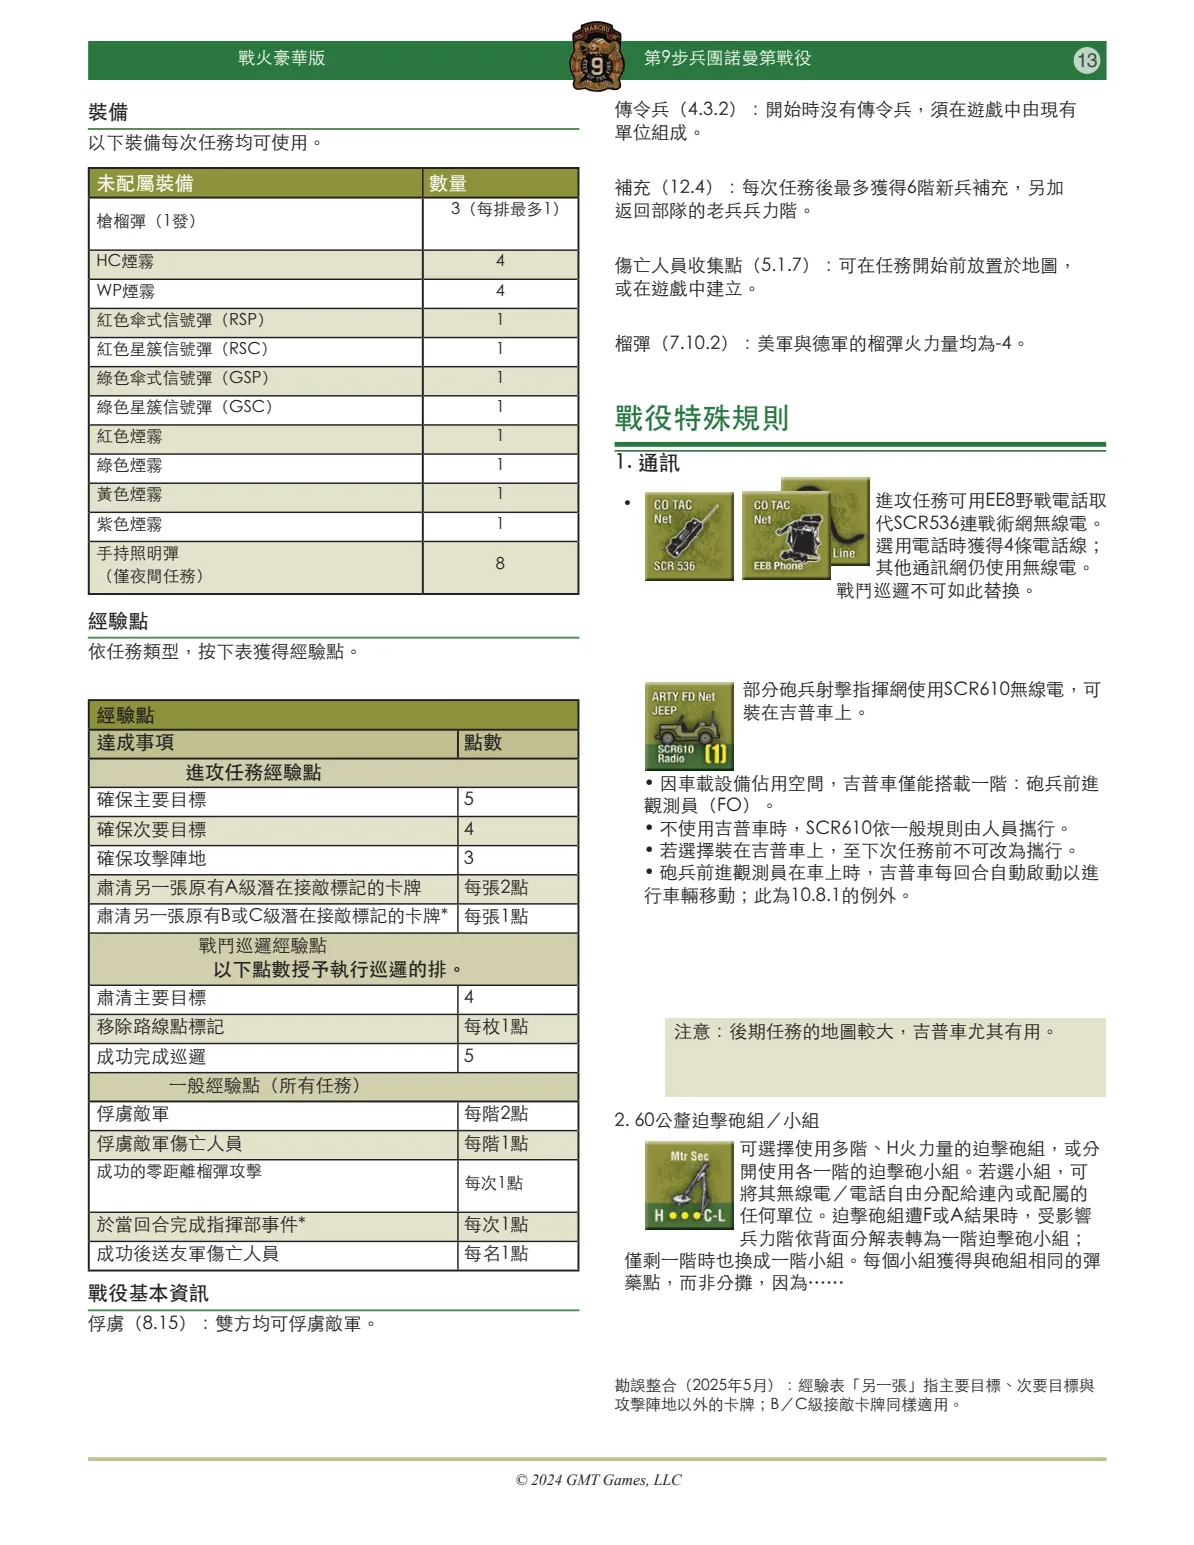 戰火豪華版
第9步兵團諾曼第戰役
13
MANCHU
9
裝備
以下裝備每次任務均可使用。
未配屬裝備 數量
槍榴彈（1發） 3（每排最多1）
HC煙霧 4
WP煙霧 4
紅色傘式信號彈（RSP） 1
紅色星簇信號彈（RSC） 1
綠色傘式信號彈（GSP） 1
綠色星簇信號彈（GSC） 1
紅色煙霧 1
綠色煙霧 1
黃色煙霧 1
紫色煙霧 1
手持照明彈
（僅夜間任務） 8
經驗點
依任務類型，按下表獲得經驗點。
經驗點
達成事項 點數
進攻任務經驗點
確保主要目標 5
確保次要目標 4
確保攻擊陣地 3
肅清另一張原有A級潛在接敵標記的卡牌 每張2點
肅清另一張原有B或C級潛在接敵標記的卡牌* 每張1點
戰鬥巡邏經驗點
以下點數授予執行巡邏的排。
肅清主要目標 4
移除路線點標記 每枚1點
成功完成巡邏 5
一般經驗點（所有任務）
俘虜敵軍 每階2點
俘虜敵軍傷亡人員 每階1點
成功的零距離榴彈攻擊 每次1點
於當回合完成指揮部事件* 每次1點
成功後送友軍傷亡人員 每名1點
戰役基本資訊
俘虜（8.15）：雙方均可俘虜敵軍。
傳令兵（4.3.2）：開始時沒有傳令兵，須在遊戲中由現有
單位組成。
補充（12.4）：每次任務後最多獲得6階新兵補充，另加
返回部隊的老兵兵力階。
傷亡人員收集點（5.1.7）：可在任務開始前放置於地圖，
或在遊戲中建立。
榴彈（7.10.2）：美軍與德軍的榴彈火力量均為-4。
戰役特殊規則
1. 通訊
•
CO TAC
Net
SCR 536
CO TAC
Net
EE8 Phone
Line
進攻任務可用EE8野戰電話取
代SCR536連戰術網無線電。
選用電話時獲得4條電話線；
其他通訊網仍使用無線電。
戰鬥巡邏不可如此替換。
ARTY FD Net
JEEP
SCR610
Radio (1)
部分砲兵射擊指揮網使用SCR610無線電，可
裝在吉普車上。
• 因車載設備佔用空間，吉普車僅能搭載一階：砲兵前進
觀測員（FO）。
• 不使用吉普車時，SCR610依一般規則由人員攜行。
• 若選擇裝在吉普車上，至下次任務前不可改為攜行。
• 砲兵前進觀測員在車上時，吉普車每回合自動啟動以進
行車輛移動；此為10.8.1的例外。
注意：後期任務的地圖較大，吉普車尤其有用。
2. 60公釐迫擊砲組／小組
Mtr Sec
H ●●● C-L
可選擇使用多階、H火力量的迫擊砲組，或分
開使用各一階的迫擊砲小組。若選小組，可
將其無線電／電話自由分配給連內或配屬的
任何單位。迫擊砲組遭F或A結果時，受影響
兵力階依背面分解表轉為一階迫擊砲小組；
僅剩一階時也換成一階小組。每個小組獲得與砲組相同的彈
藥點，而非分攤，因為……
勘誤整合（2025年5月）：經驗表「另一張」指主要目標、次要目標與
攻擊陣地以外的卡牌；B／C級接敵卡牌同樣適用。
© 2024 GMT Games, LLC